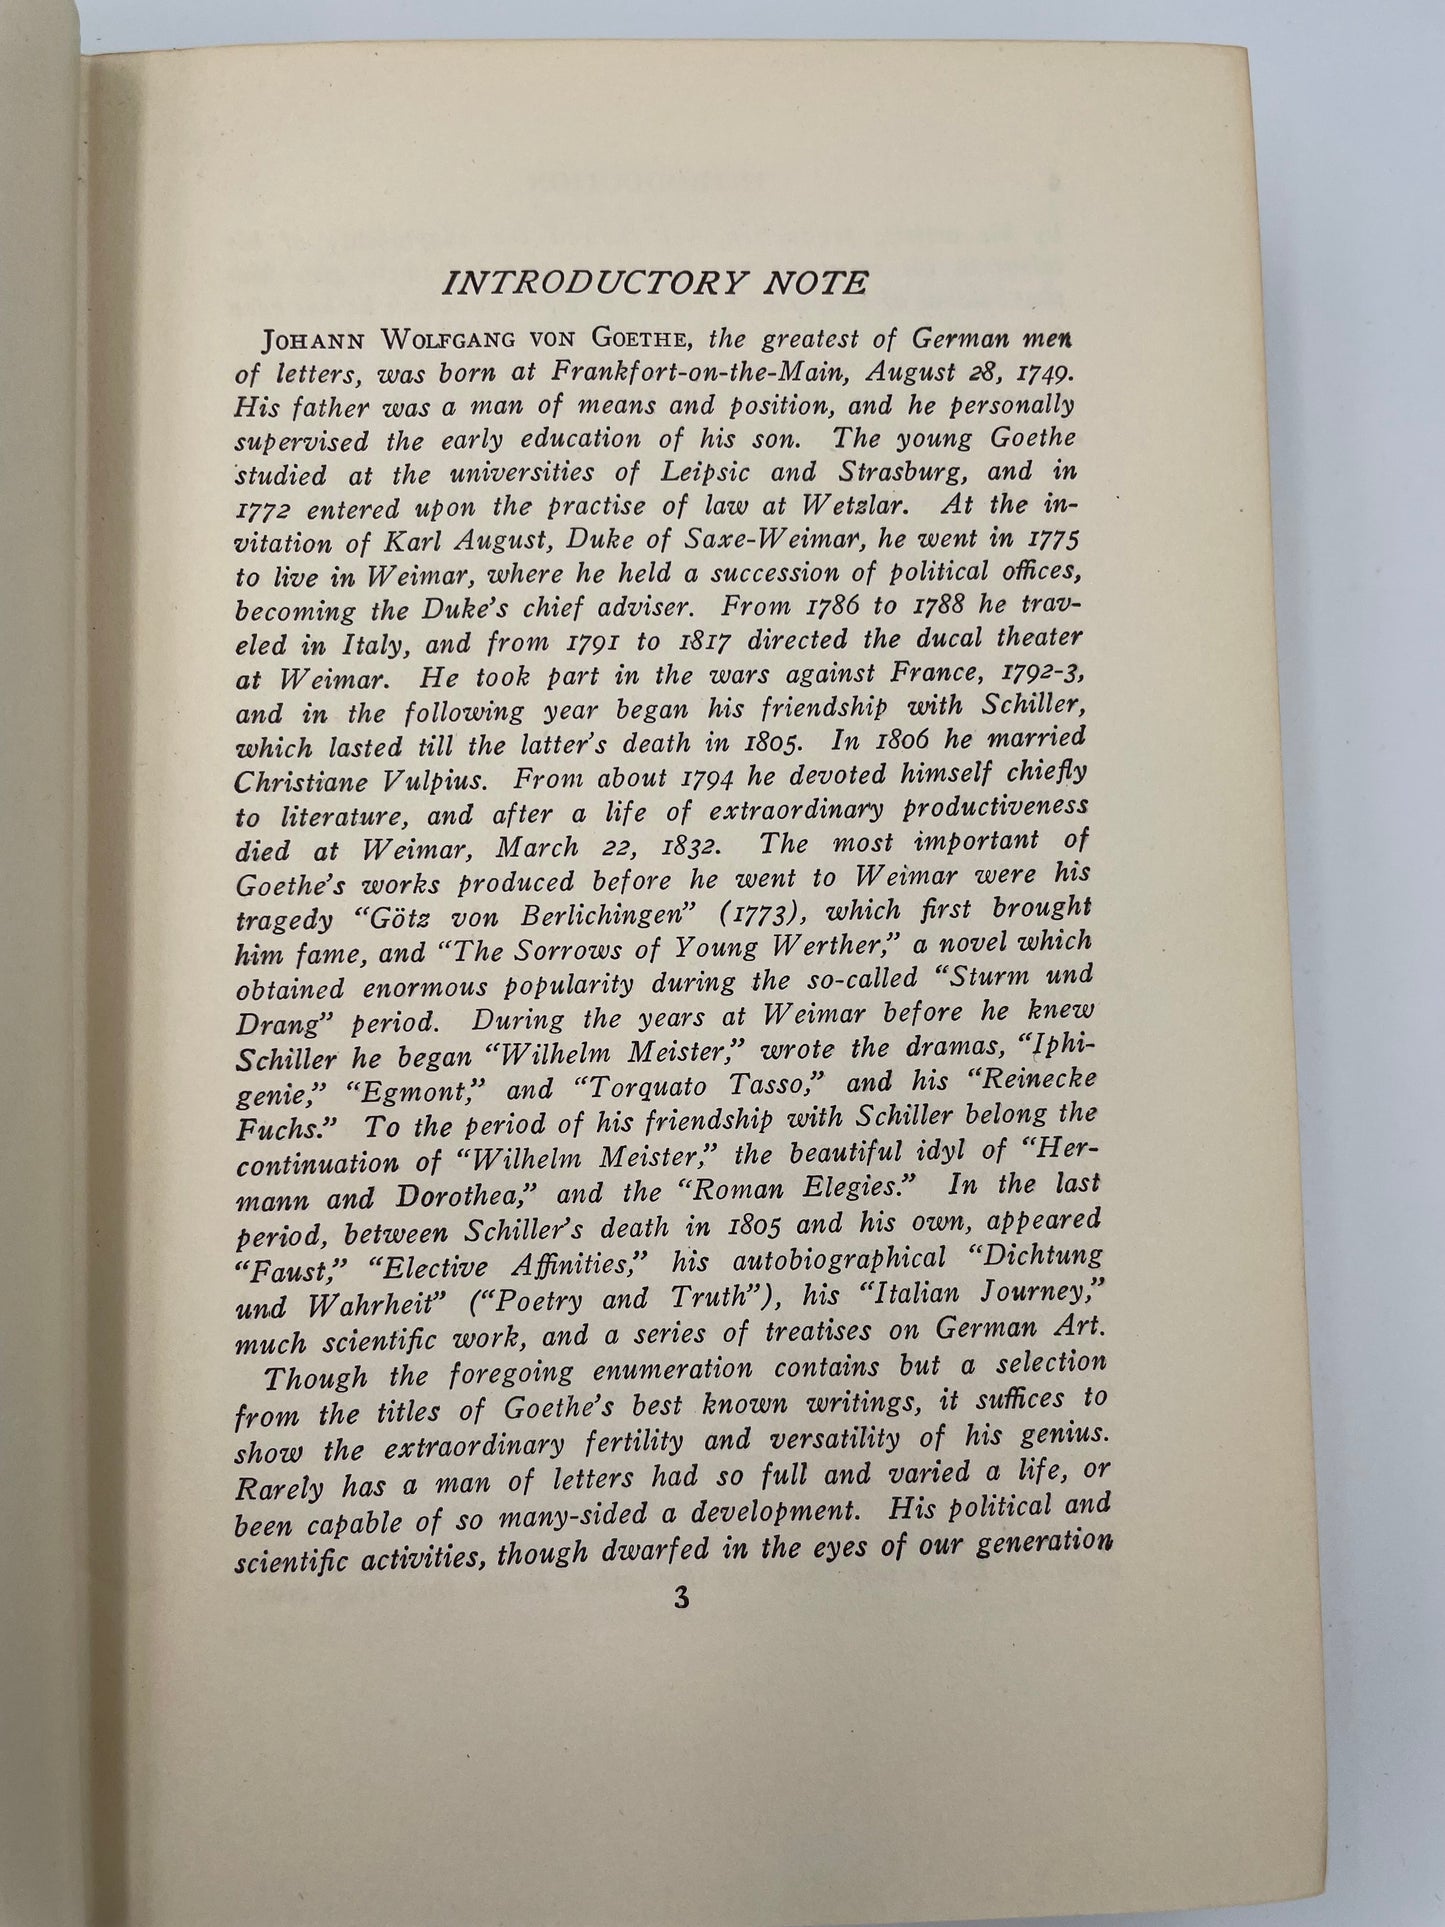 INTRODUCTORY NOTE
JOHANN WOLFGANG VON GOETHE, the greatest of German men
of letters, was born at Frankfort-on-the-Main, August 28, 1749.
His father was a man of means and position, and he personally
supervised the early education of his son. The young Goethe
studied at the universities of Leipsic and Strasburg, and in
1772 entered upon the practise of law at Wetzlar. At the in-
vitation of Karl August, Duke of Saxe-Weimar, he went in 1775
to live in Weimar, where he held a succession of political offices,
becoming the Duke's chief adviser. From 1786 to 1788 he trav-
eled in Italy, and from 1791 to 1817 directed the ducal theater
at Weimar. He took part in the wars against France, 1792-3,
and in the following year began his friendship with Schiller,
which lasted till the latter's death in 1805. In 1806 he married
Christiane Vulpius. From about 1794 he devoted himself chiefly
to literature, and after a life of extraordinary productiveness
died at Weimar, March 22, 1832. The most important of
Goethe's works produced before he went to Weimar were his
tragedy "Götz von Berlichingen" (1773), which first brought
him fame, and "The Sorrows of Young Werther," a novel which
obtained enormous popularity during the so-called "Sturm und
Drang" period. During the years at Weimar before he knew
Schiller he began "Wilhelm Meister," wrote the dramas, "Iphi-
genie," "Egmont," and "Torquato Tasso," and his "Reinecke
Fuchs." To the period of his friendship with Schiller belong the
continuation of "Wilhelm Meister," the beautiful idyl of "Her-
mann and Dorothea," and the "Roman Elegies." In the last
period, between Schiller's death in 1805 and his own, appeared
"Faust," "Elective Affinities," his autobiographical "Dichtung
und Wahrheit" ("Poetry and Truth"), his "Italian Journey,"
much scientific work, and a series of treatises on German Art.
Though the foregoing enumeration contains but a selection
from the titles of Goethe's best known writings, it suffices to
show the extraordinary fertility and versatility of his genius.
Rarely has a man of letters had so full and varied a life, or
been capable of so many-sided a development. His political and
scientific activities, though dwarfed in the eyes of our generation
3